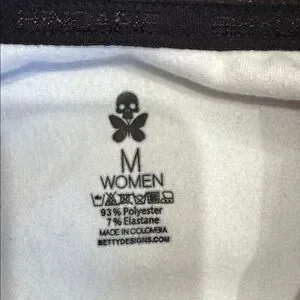 M
WOMEN
93% Polyester
7% Elastane
MADE IN COLOMBIA
BETTYDESIGNS.COM